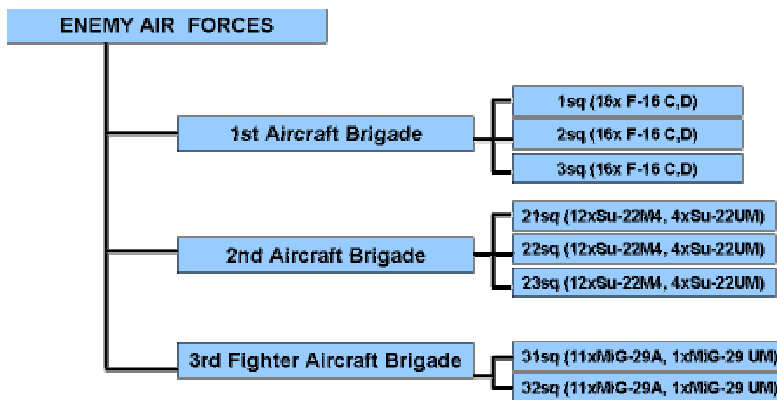 ENEMY AIR FORCES
1st Aircraft Brigade
1sq (16x F-16 C,D)
2sq (16x F-16 C,D)
3sq (16x F-16 C,D)
2nd Aircraft Brigade
21sq (12xSu-22M4, 4xSu-22UM)
22sq (12xSu-22M4, 4xSu-22UM)
23sq (12xSu-22M4, 4xSu-22UM)
3rd Fighter Aircraft Brigade
31sq (11xMiG-29A, 1xMiG-29 UM)
32sq (11xMiG-29A, 1xMiG-29 UM)